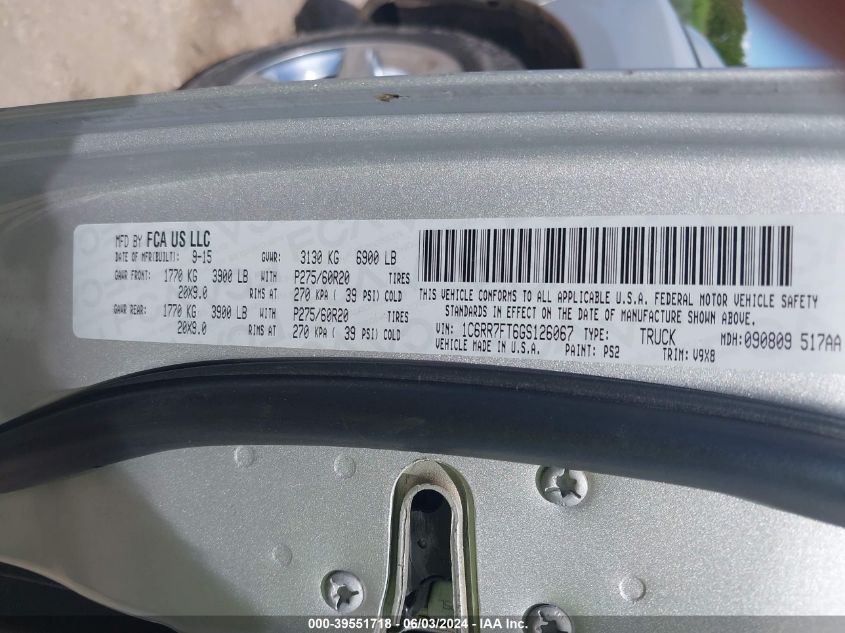 MFD BY FCA US LLC
DATE OF MFR(BUILT): 9-15 GVWR: 3130 KG 6900 LB
GAWR FRONT: 1770 KG 3900 LB WITH P275/60R20 TIRES
20X9.0 RIMS AT 270 KPA ( 39 PSI) COLD
GAWR REAR: 1770 KG 3900 LB WITH P275/60R20 TIRES
20X9.0 RIMS AT 270 KPA ( 39 PSI) COLD
THIS VEHICLE CONFORMS TO ALL APPLICABLE U.S.A. FEDERAL MOTOR VEHICLE SAFETY
STANDARDS IN EFFECT ON THE DATE OF MANUFACTURE SHOWN ABOVE.
VIN: 1C6RR7FT6GS126067 TYPE: TRUCK MDH:090809 517AA
VEHICLE MADE IN U.S.A. PAINT: PS2 TRIM: V9X8
000-39551718 - 06/03/2024 - IAA Inc.